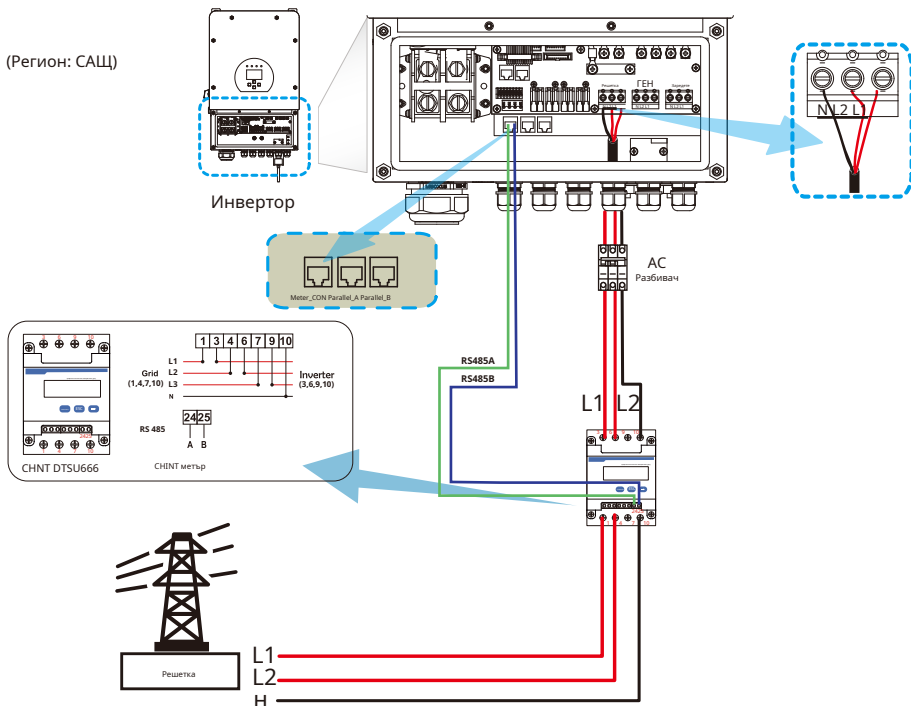 (Регион: САЩ)
Инвертор
Решетка
ГЕН
Зареждане
N L2 L1
Meter_CON Parallel_A Parallel_B
AC
Разбивач
1 3 4 6 7 9 10
L1
L2
L3
N
Grid
(1,4,7,10)
Inverter
(3,6,9,10)
RS 485
24 25
A B
CHNT DTSU666
CHINT метър
RS485A
RS485B
L1 L2
Решетка
L1
L2
Н